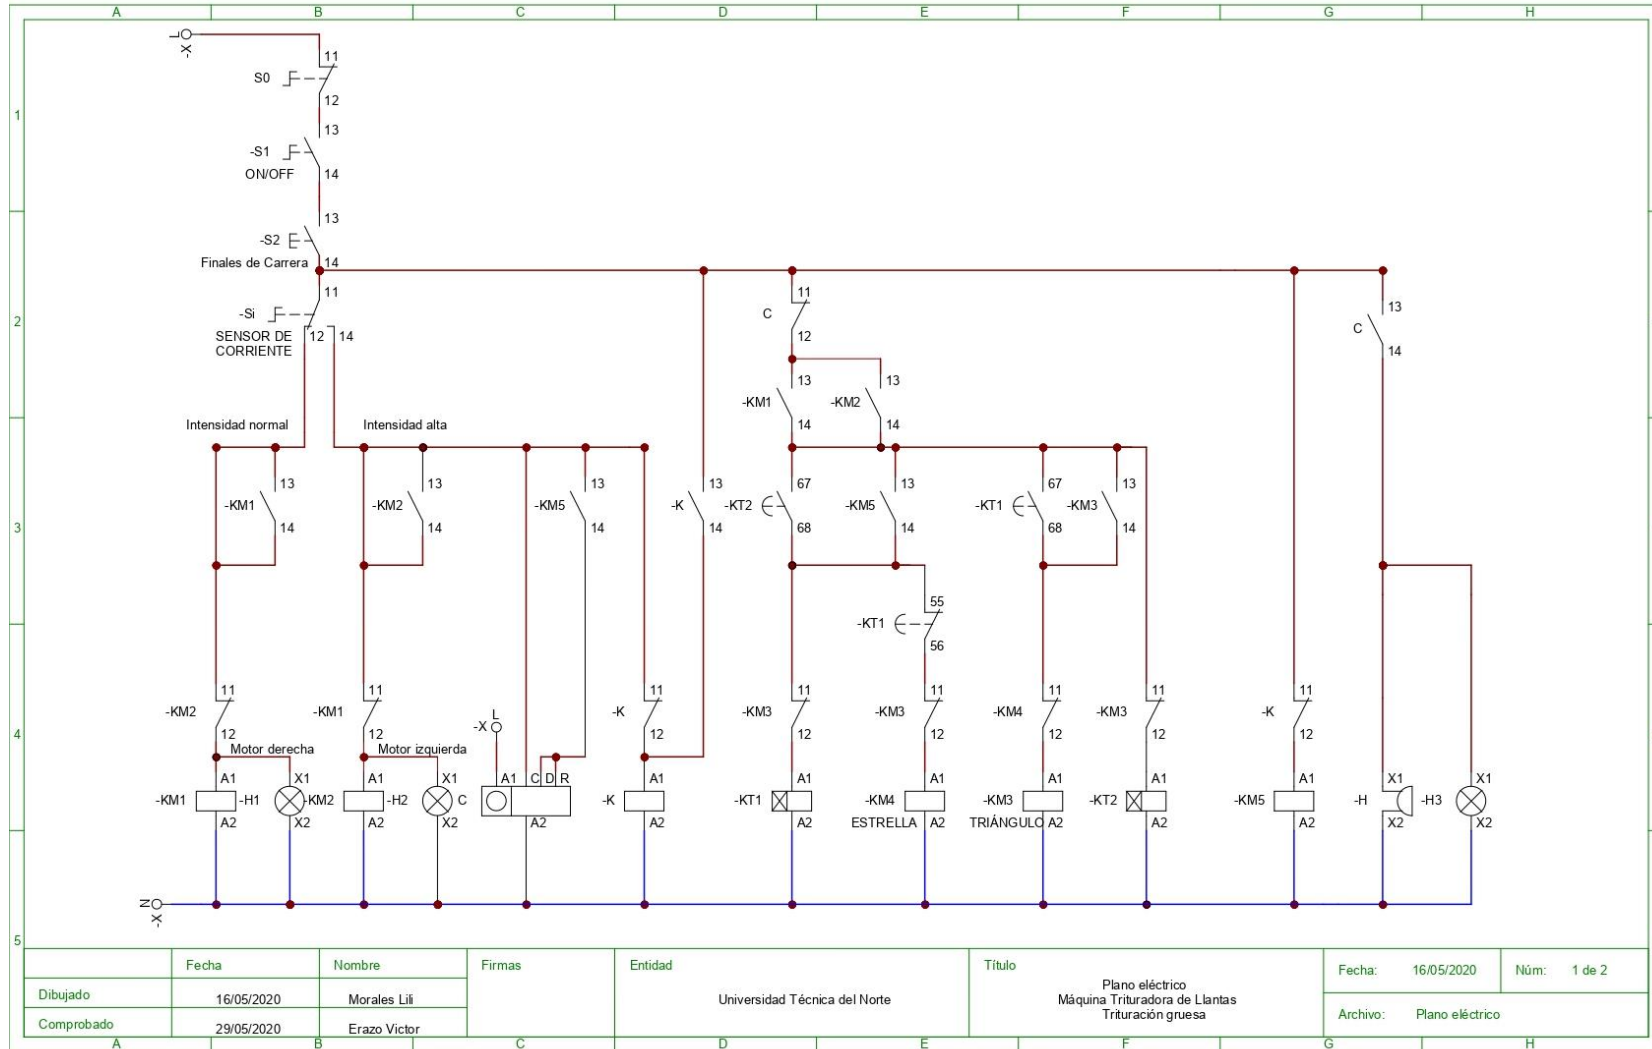 A B C D E F G H
L
-X
11
S0
12
1
13
-S1
ON/OFF
14
13
-S2
Finales de Carrera
14
11
-Si
SENSOR DE
CORRIENTE
12 14
2
11
C
12
13
C
14
13
-KM1
14
13
-KM2
14
Intensidad normal
Intensidad alta
13
-KM1
14
13
-KM2
14
13
-KM5
14
13
-K
14
67
-KT2
68
13
-KM5
14
67
-KT1
68
13
-KM3
14
3
55
-KT1
56
11
-KM2
12
11
-KM1
12
11
-K
12
11
-KM3
12
11
-KM3
12
11
-KM4
12
11
-KM3
12
11
-K
12
4
Motor derecha
Motor izquierda
L
-X
A1 X1 A1 X1 A1 C D R A1 A1 A1 A1 A1 A1 X1 X1
-KM1 -H1 -KM2 -H2 C -K -KT1 -KM4 -KM3 -KT2 -KM5 -H -H3
A2 X2 A2 X2 A2 A2 A2 ESTRELLA A2 TRIÁNGULO A2 A2 A2 X2 X2
N
-X
5
Fecha Nombre Firmas Entidad Título
Dibujado 16/05/2020 Morales Lili
Comprobado 29/05/2020 Erazo Victor
Universidad Técnica del Norte
Plano eléctrico
Máquina Trituradora de Llantas
Trituración gruesa
Fecha: 16/05/2020 Núm: 1 de 2
Archivo: Plano eléctrico
A B C D E F G H